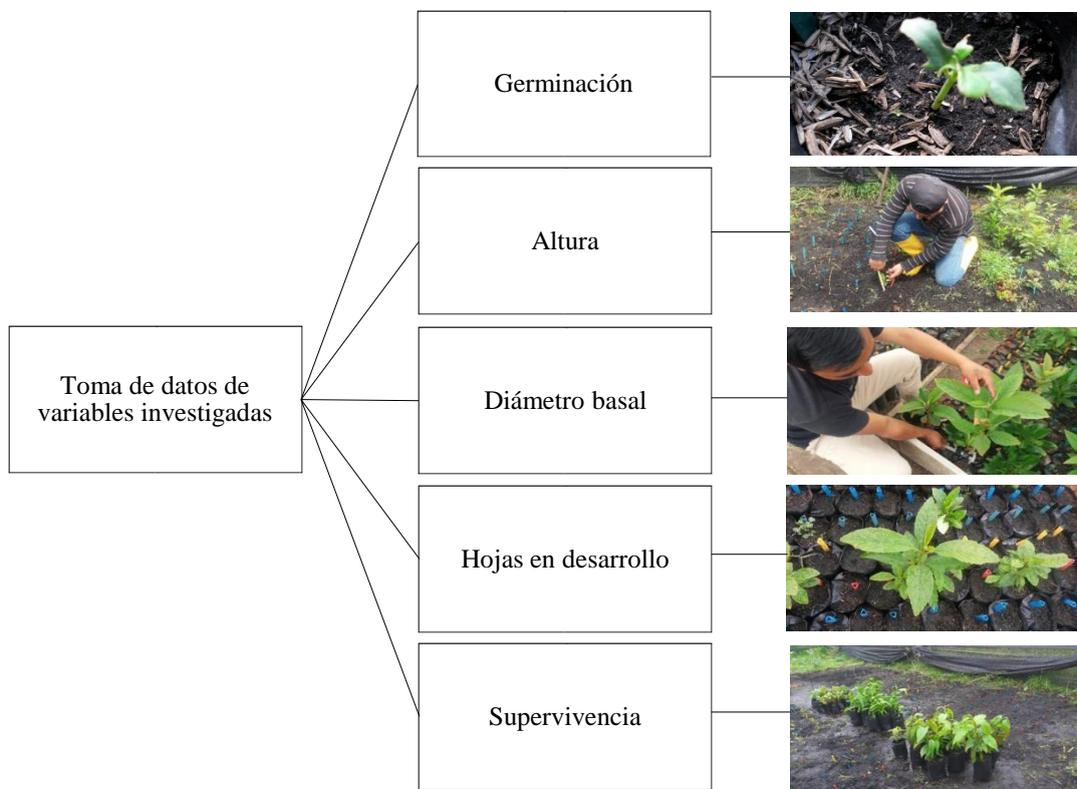 Germinación
Altura
Toma de datos de
variables investigadas
Diámetro basal
Hojas en desarrollo
Supervivencia